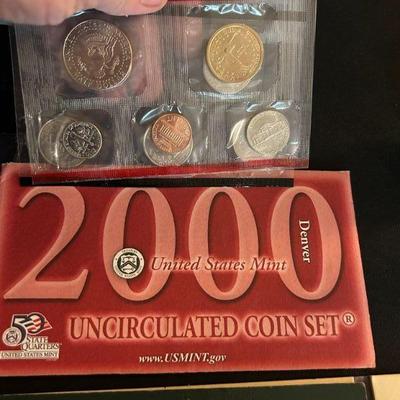 2000
Denver
United States Mint
50
STATE
QUARTERS
UNITED STATES MINT
UNCIRCULATED COIN SET®
www.USMINT.gov